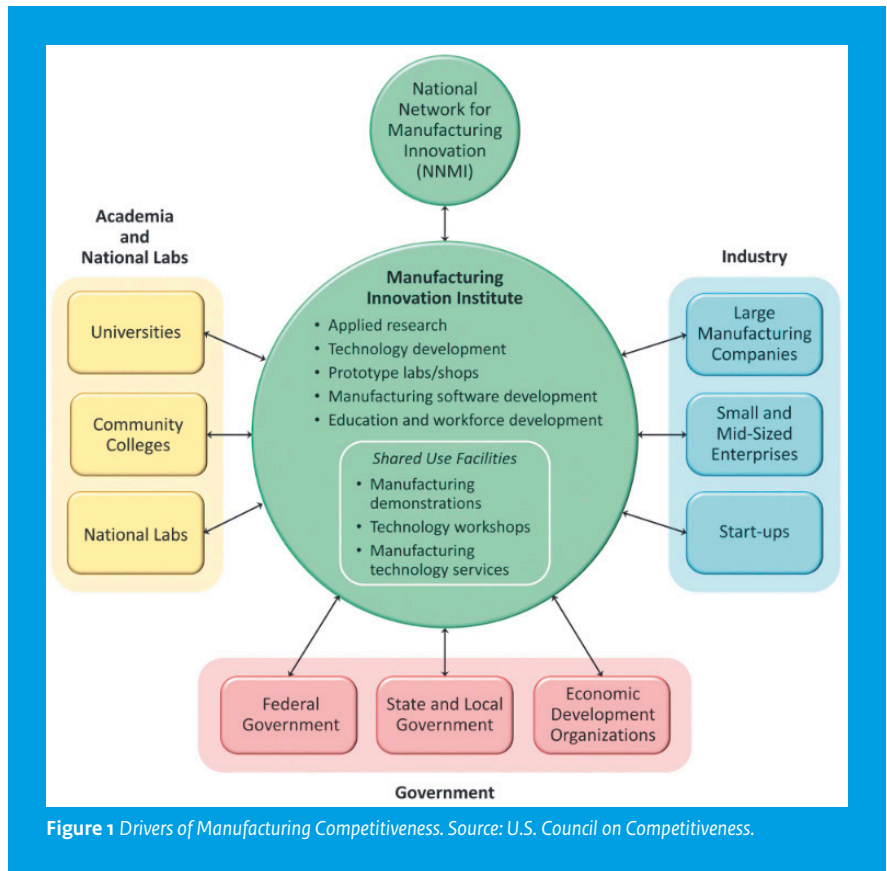 National
Network for
Manufacturing
Innovation
(NNMI)
Academia
and
National Labs
Universities
Community
Colleges
National Labs
Manufacturing
Innovation Institute
• Applied research
• Technology development
• Prototype labs/shops
• Manufacturing software development
• Education and workforce development
Shared Use Facilities
• Manufacturing
demonstrations
• Technology workshops
• Manufacturing
technology services
Industry
Large
Manufacturing
Companies
Small and
Mid-Sized
Enterprises
Start-ups
Federal
Government
State and Local
Government
Economic
Development
Organizations
Government
Figure 1 Drivers of Manufacturing Competitiveness. Source: U.S. Council on Competitiveness.